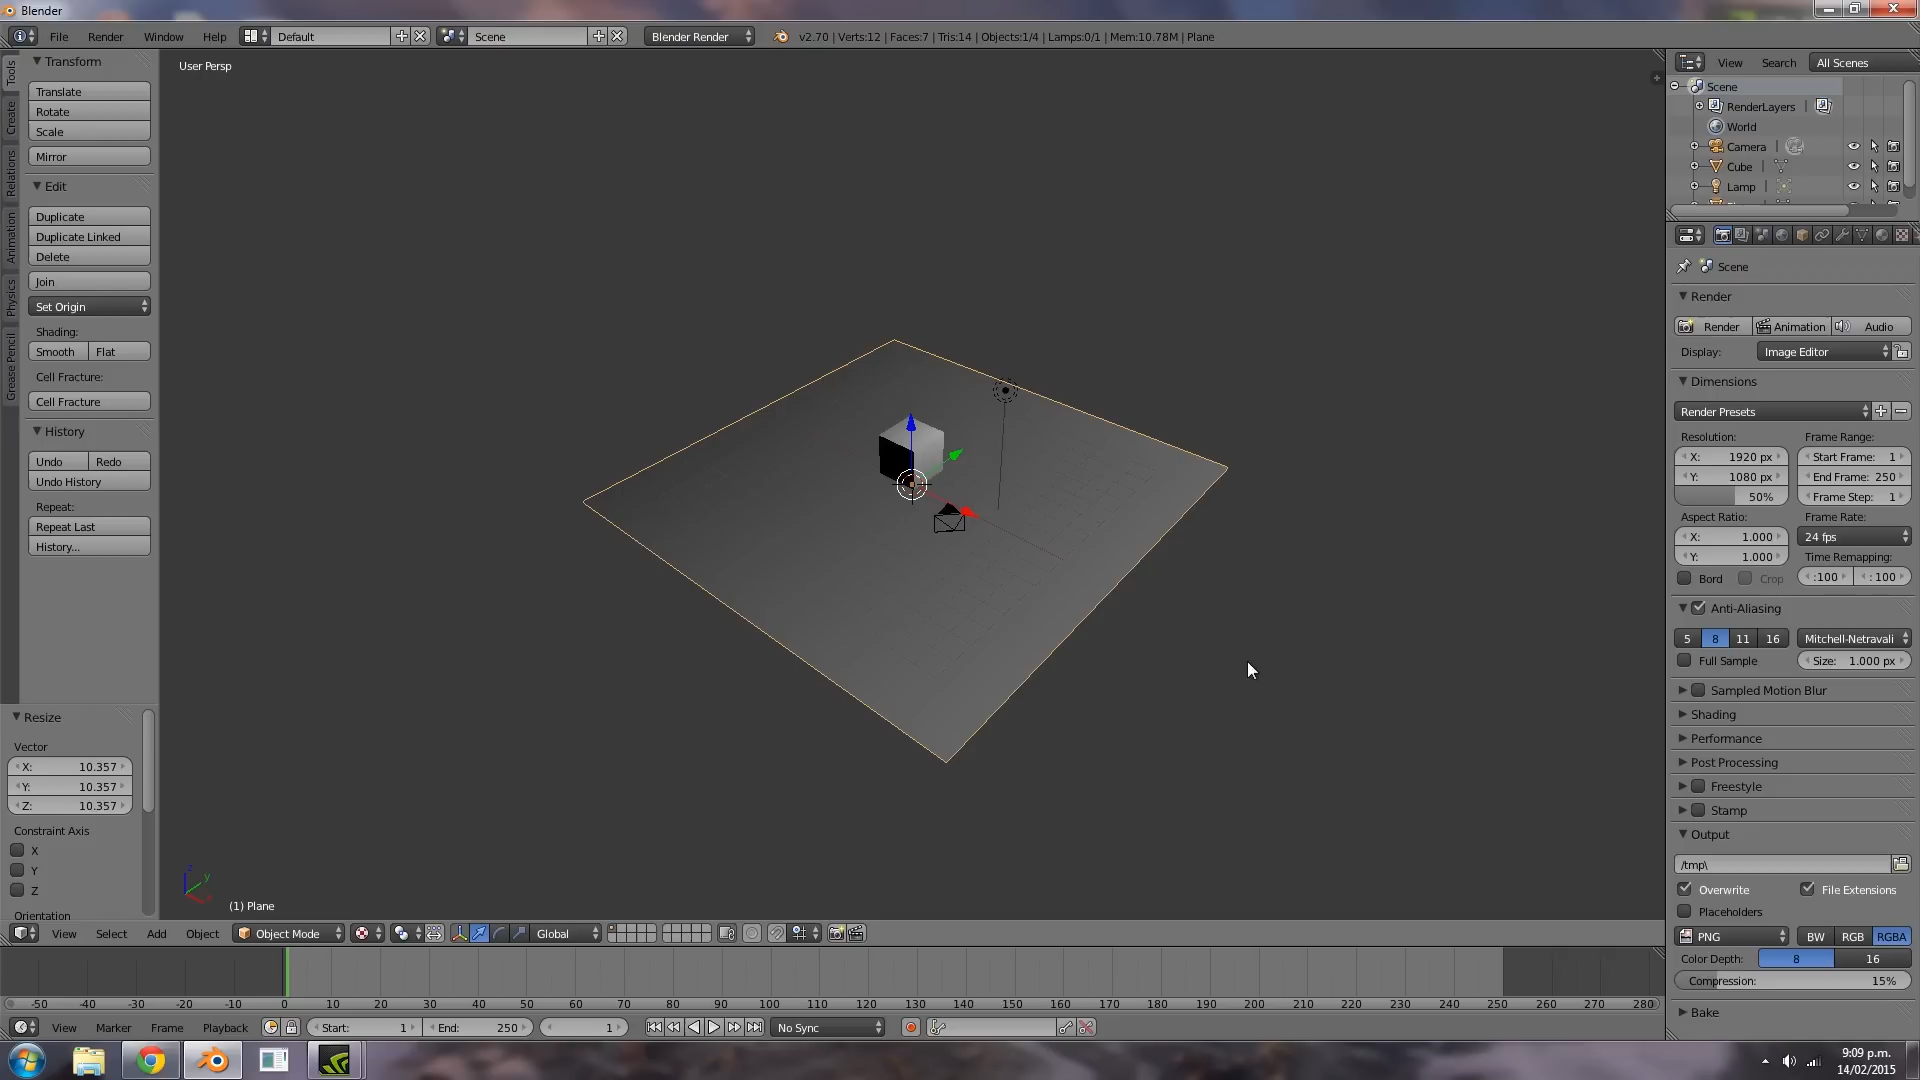 Blender
File Render Window Help Default Scene Blender Render v2.70 | Verts:12 | Faces:7 | Tris:14 | Objects:1/4 | Lamps:0/1 | Mem:10.78M | Plane
Tools
Create
Relations
Animation
Physics
Grease Pencil
Transform
Translate
Rotate
Scale
Mirror
Edit
Duplicate
Duplicate Linked
Delete
Join
Set Origin
Shading:
Smooth Flat
Cell Fracture:
Cell Fracture
History
Undo Redo
Undo History
Repeat:
Repeat Last
History...
Resize
Vector
X: 10.357
Y: 10.357
Z: 10.357
Constraint Axis
X
Y
Z
Orientation
User Persp
z
y
(1) Plane
View Select Add Object Object Mode Global
-50 -40 -30 -20 -10 0 10 20 30 40 50 60 70 80 90 100 110 120 130 140 150 160 170 180 190 200 210 220 230 240 250 260 270 280
View Marker Frame Playback Start: 1 End: 250 1 No Sync
View Search All Scenes
Scene
RenderLayers |
World
Camera |
Cube |
Lamp |
Scene
Render
Render Animation Audio
Display: Image Editor
Dimensions
Render Presets
Resolution: Frame Range:
X: 1920 px Start Frame: 1
Y: 1080 px End Frame: 250
50% Frame Step: 1
Aspect Ratio: Frame Rate:
X: 1.000 24 fps
Y: 1.000 Time Remapping:
Bord Crop :100 : 100
Anti-Aliasing
5 8 11 16 Mitchell-Netravali
Full Sample Size: 1.000 px
Sampled Motion Blur
Shading
Performance
Post Processing
Freestyle
Stamp
Output
/tmp\
Overwrite File Extensions
Placeholders
PNG BW RGB RGBA
Color Depth: 8 16
Compression: 15%
Bake
9:09 p.m.
14/02/2015